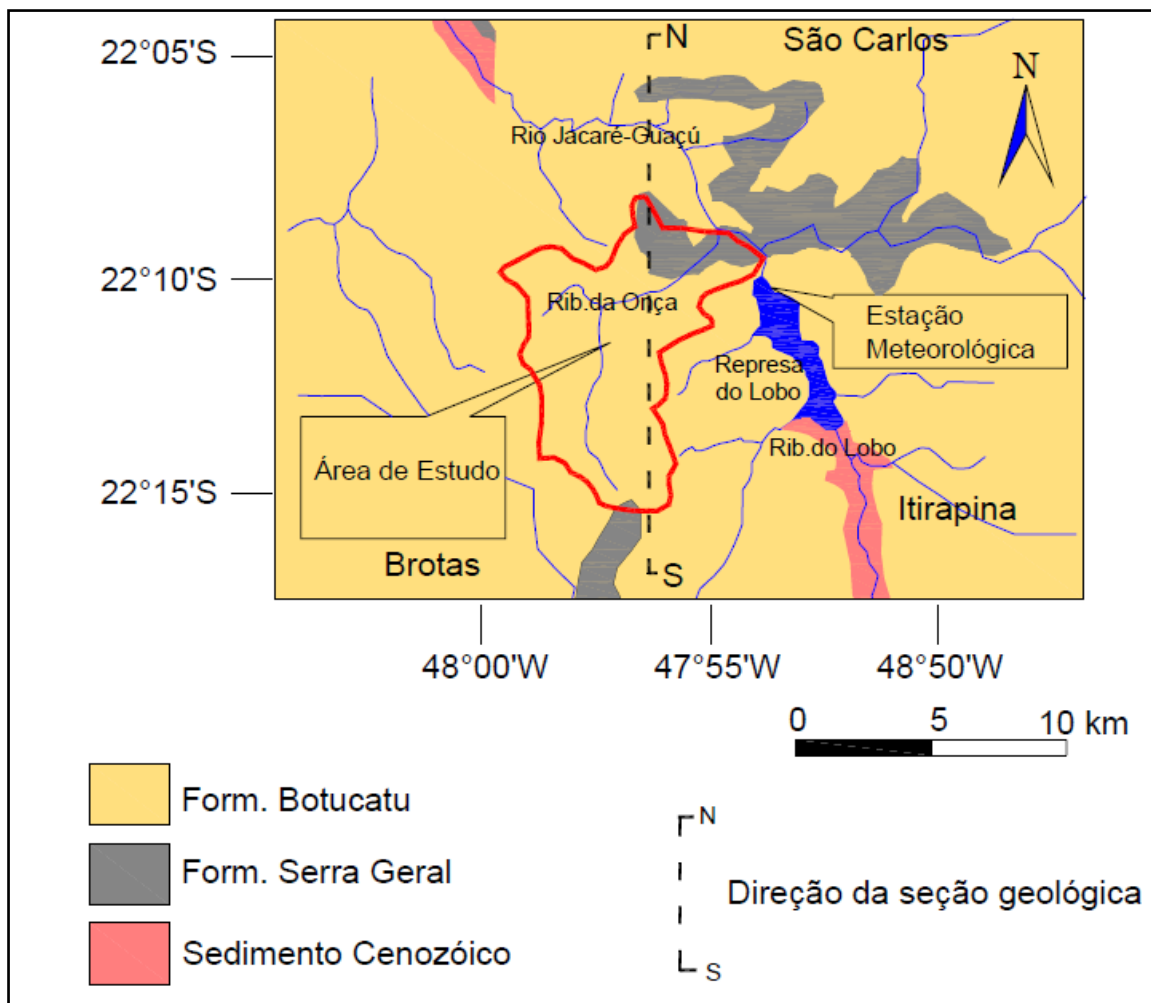 22°05'S
N
São Carlos
N
Rio Jacaré-Guaçú
22°10'S
Rib.da Onça
Estação
Meteorológica
Represa
do Lobo
Área de Estudo
Rib.do Lobo
22°15'S
Itirapina
Brotas
S
48°00'W
47°55'W
48°50'W
0
5
10 km
Form. Botucatu
Form. Serra Geral
Sedimento Cenozóico
N
Direção da seção geológica
S